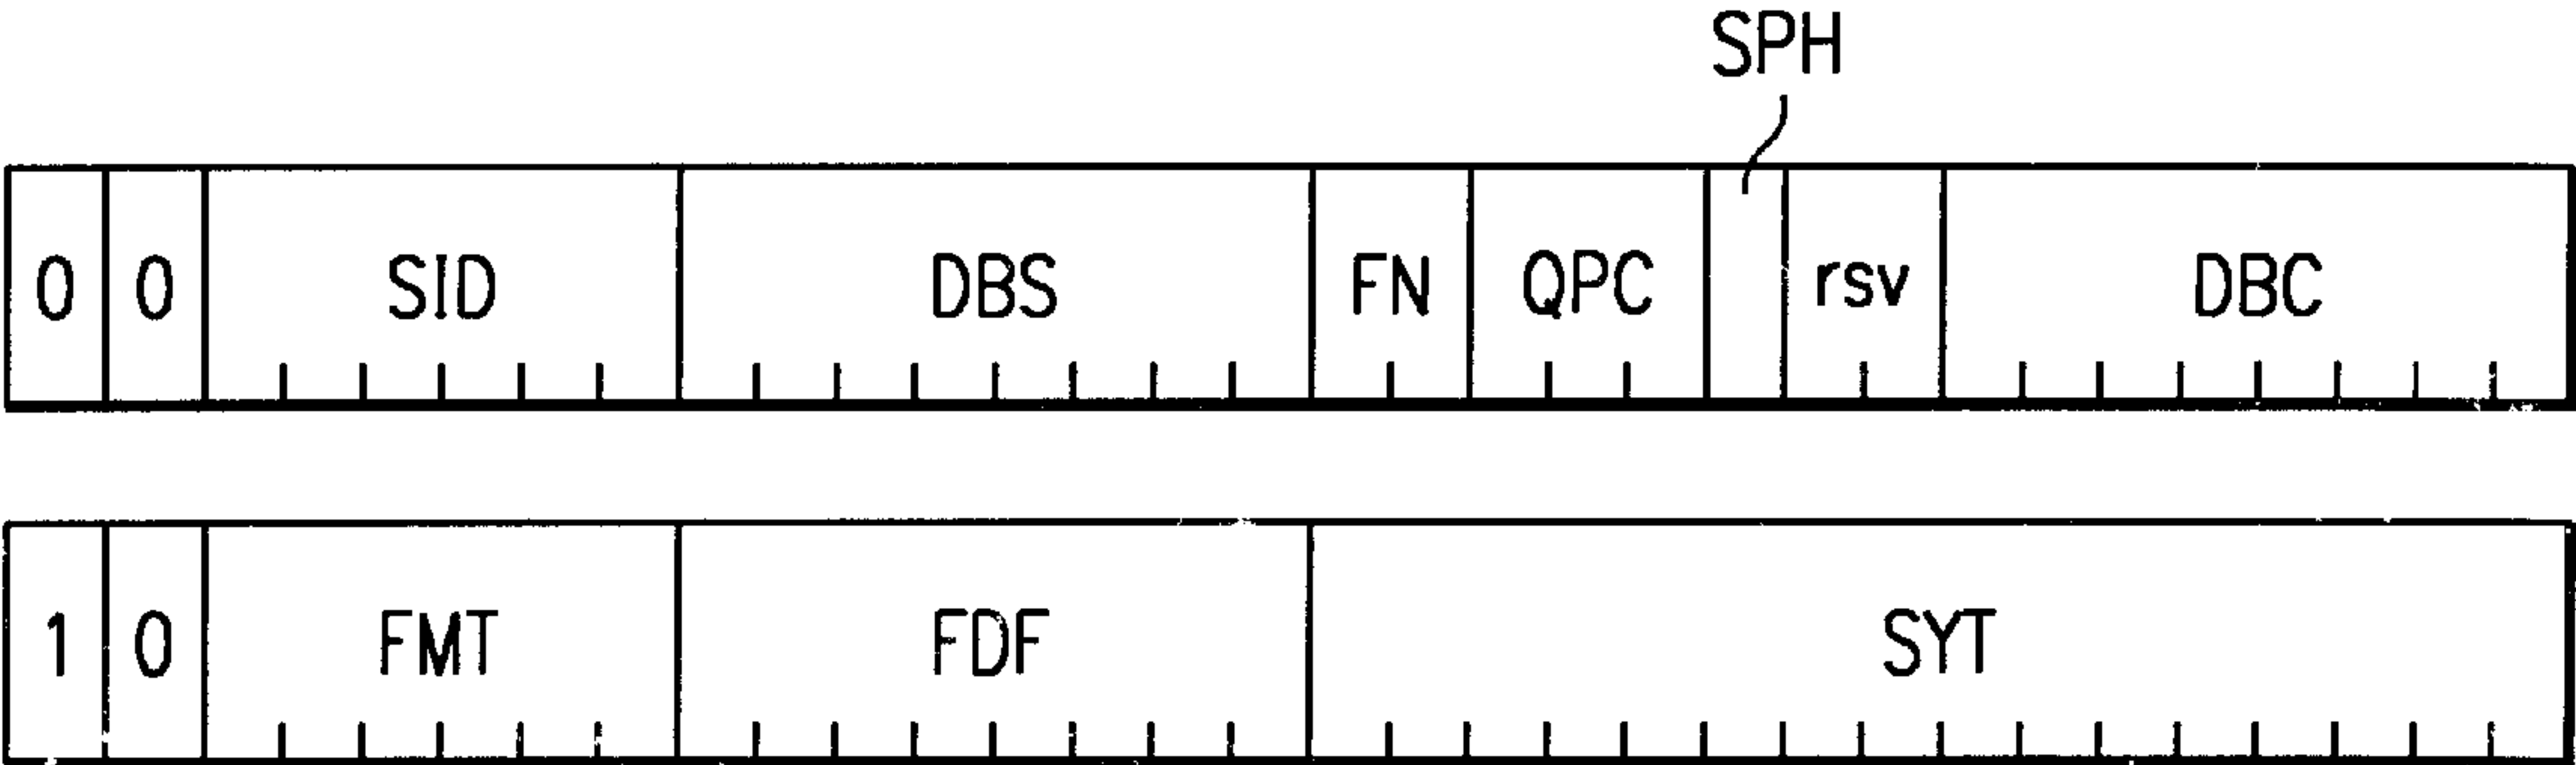 SPH
0 0 SID DBS FN QPC rsv DBC
1 0 FMT FDF SYT